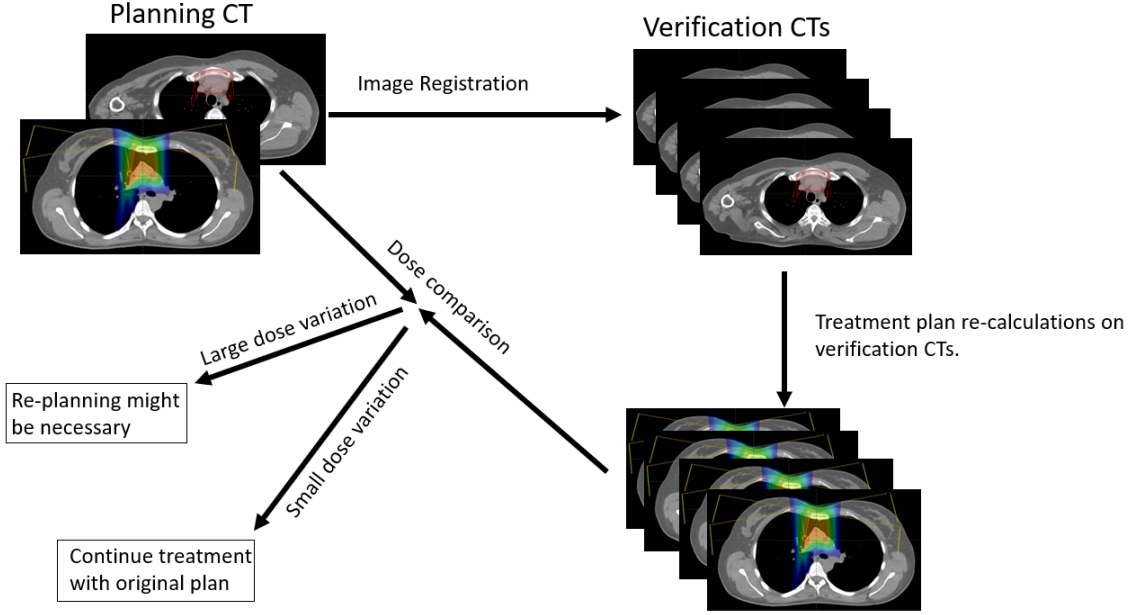 Planning CT
Verification CTs
Image Registration
Dose comparison
Large dose variation
Treatment plan re-calculations on
verification CTs.
Re-planning might
be necessary
Small dose variation
Continue treatment
with original plan